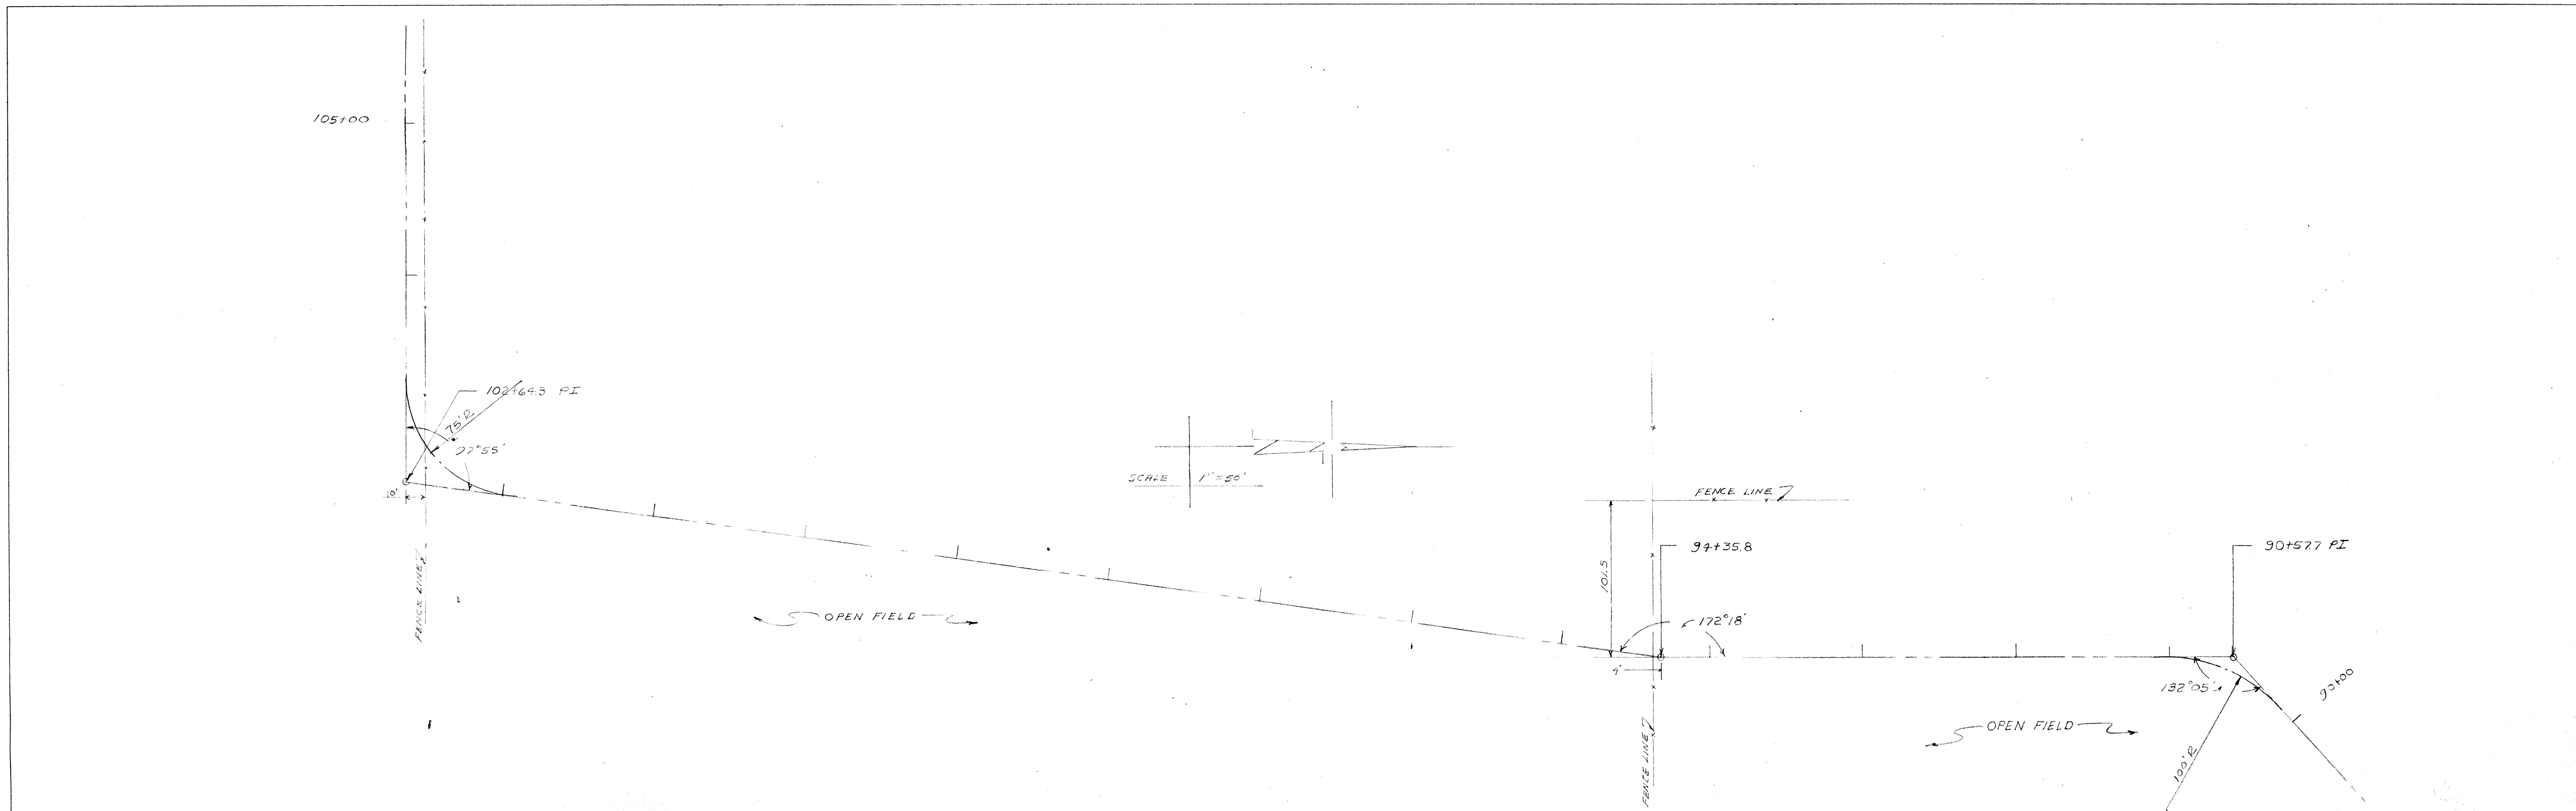 105+00
102+64.3 PI
75'R
97°55'
10'
FENCE LINE
OPEN FIELD
SCALE 1"=50'
N
FENCE LINE
101.5
94+35.8
172°18'
4'
FENCE LINE
90+57.7 PI
132°05'
90+00
100'R
OPEN FIELD